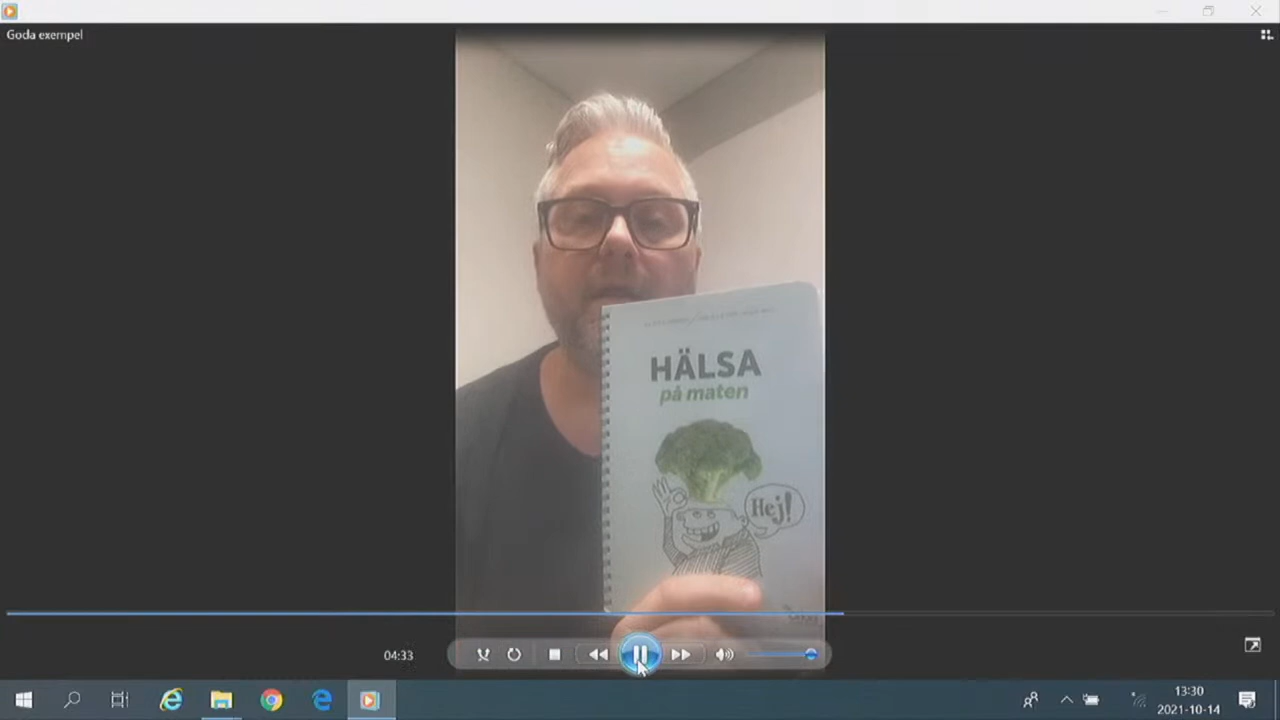 Goda exempel
HÄLSA
på maten
Hej!
04:33
13:30
2021-10-14